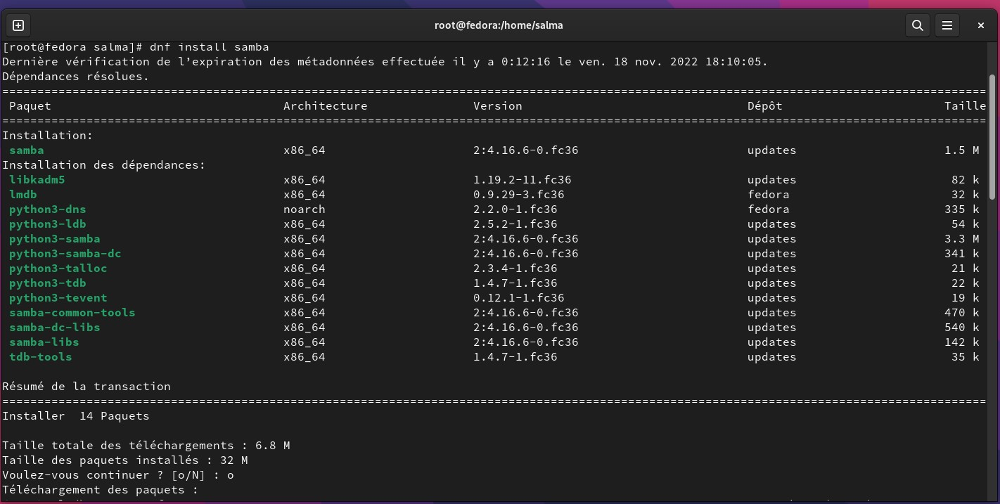 root@fedora:/home/salma
[root@fedora salma]# dnf install samba
Dernière vérification de l’expiration des métadonnées effectuée il y a 0:12:16 le ven. 18 nov. 2022 18:10:05.
Dépendances résolues.
================================================================================
Paquet Architecture Version Dépôt Taille
================================================================================
Installation:
samba x86_64 2:4.16.6-0.fc36 updates 1.5 M
Installation des dépendances:
libkadm5 x86_64 1.19.2-11.fc36 updates 82 k
lmdb x86_64 0.9.29-3.fc36 fedora 32 k
python3-dns noarch 2.2.0-1.fc36 fedora 335 k
python3-ldb x86_64 2.5.2-1.fc36 updates 54 k
python3-samba x86_64 2:4.16.6-0.fc36 updates 3.3 M
python3-samba-dc x86_64 2:4.16.6-0.fc36 updates 341 k
python3-talloc x86_64 2.3.4-1.fc36 updates 21 k
python3-tdb x86_64 1.4.7-1.fc36 updates 22 k
python3-tevent x86_64 0.12.1-1.fc36 updates 19 k
samba-common-tools x86_64 2:4.16.6-0.fc36 updates 470 k
samba-dc-libs x86_64 2:4.16.6-0.fc36 updates 540 k
samba-libs x86_64 2:4.16.6-0.fc36 updates 142 k
tdb-tools x86_64 1.4.7-1.fc36 updates 35 k
Résumé de la transaction
================================================================================
Installer 14 Paquets
Taille totale des téléchargements : 6.8 M
Taille des paquets installés : 32 M
Voulez-vous continuer ? [o/N] : o
Téléchargement des paquets :